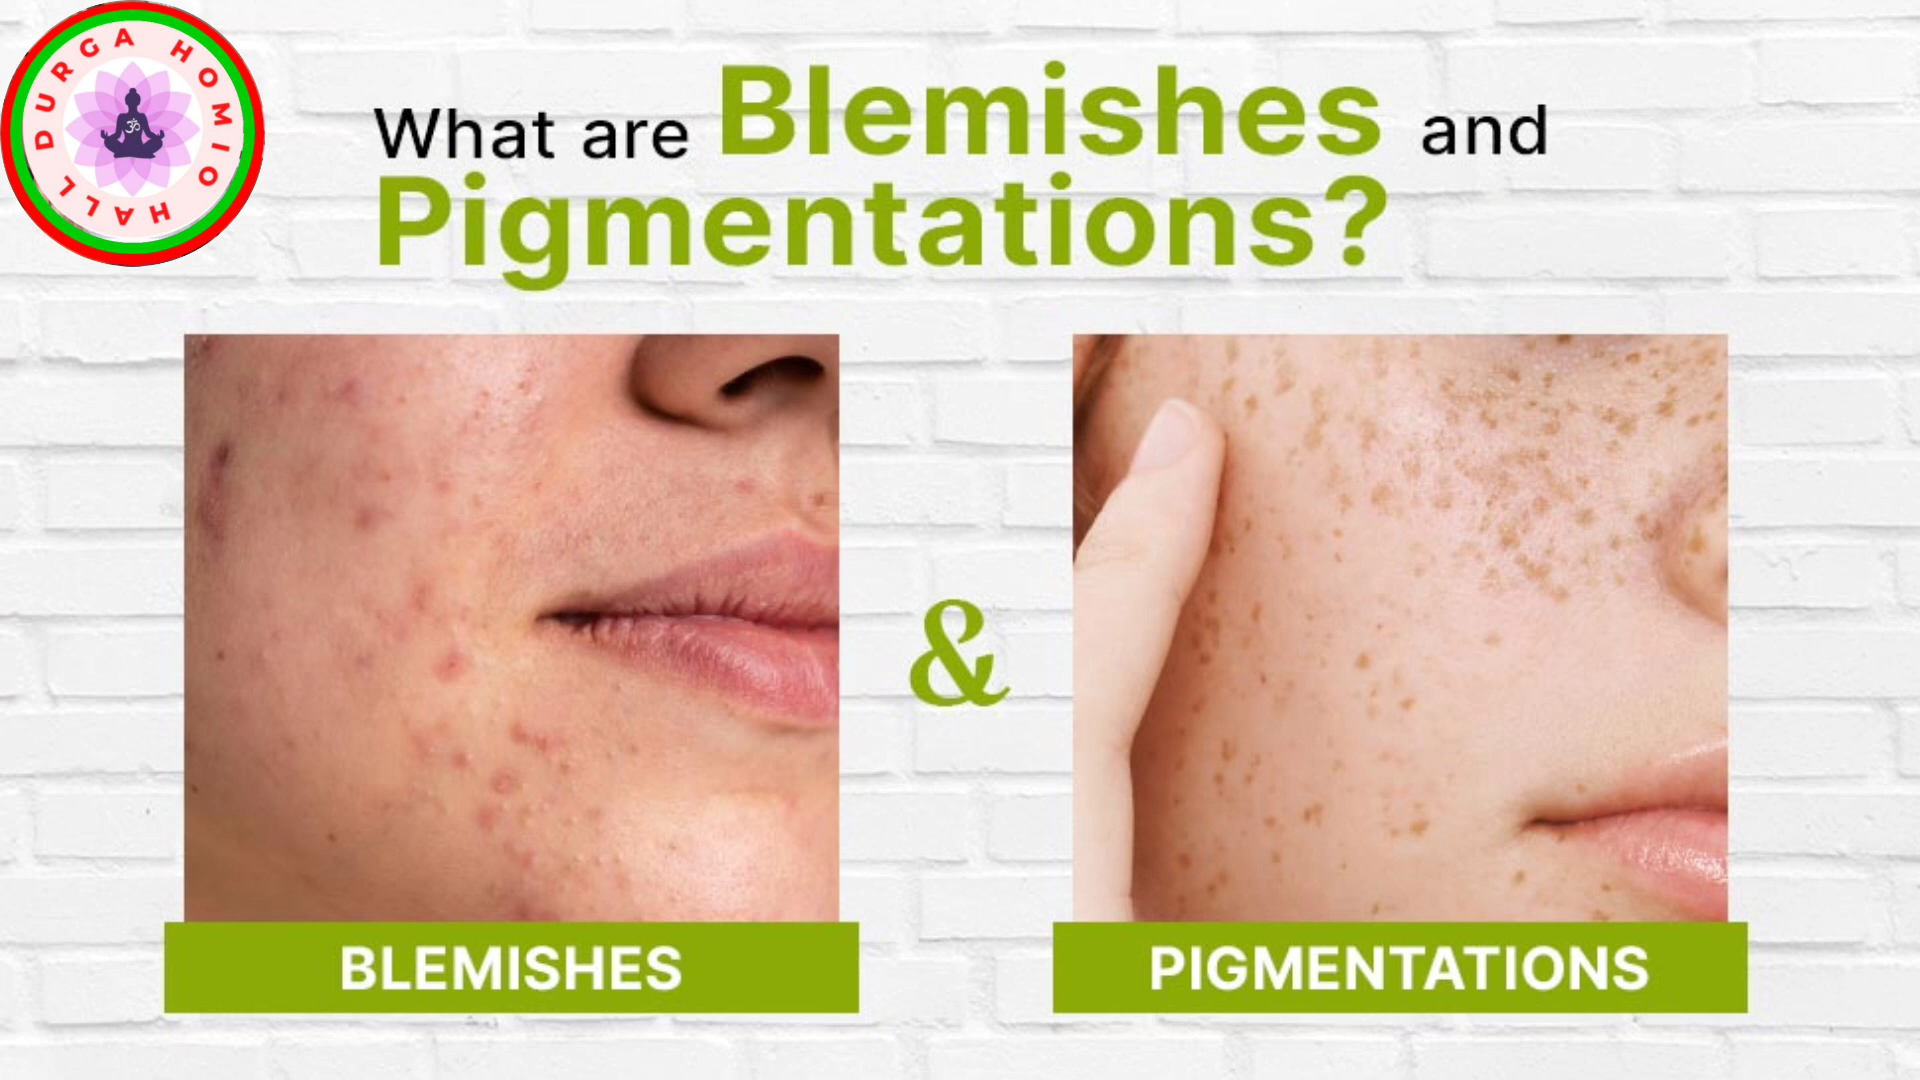 DURGA HOMIO HALL
ॐ
What are Blemishes and
Pigmentations?
&
BLEMISHES
PIGMENTATIONS